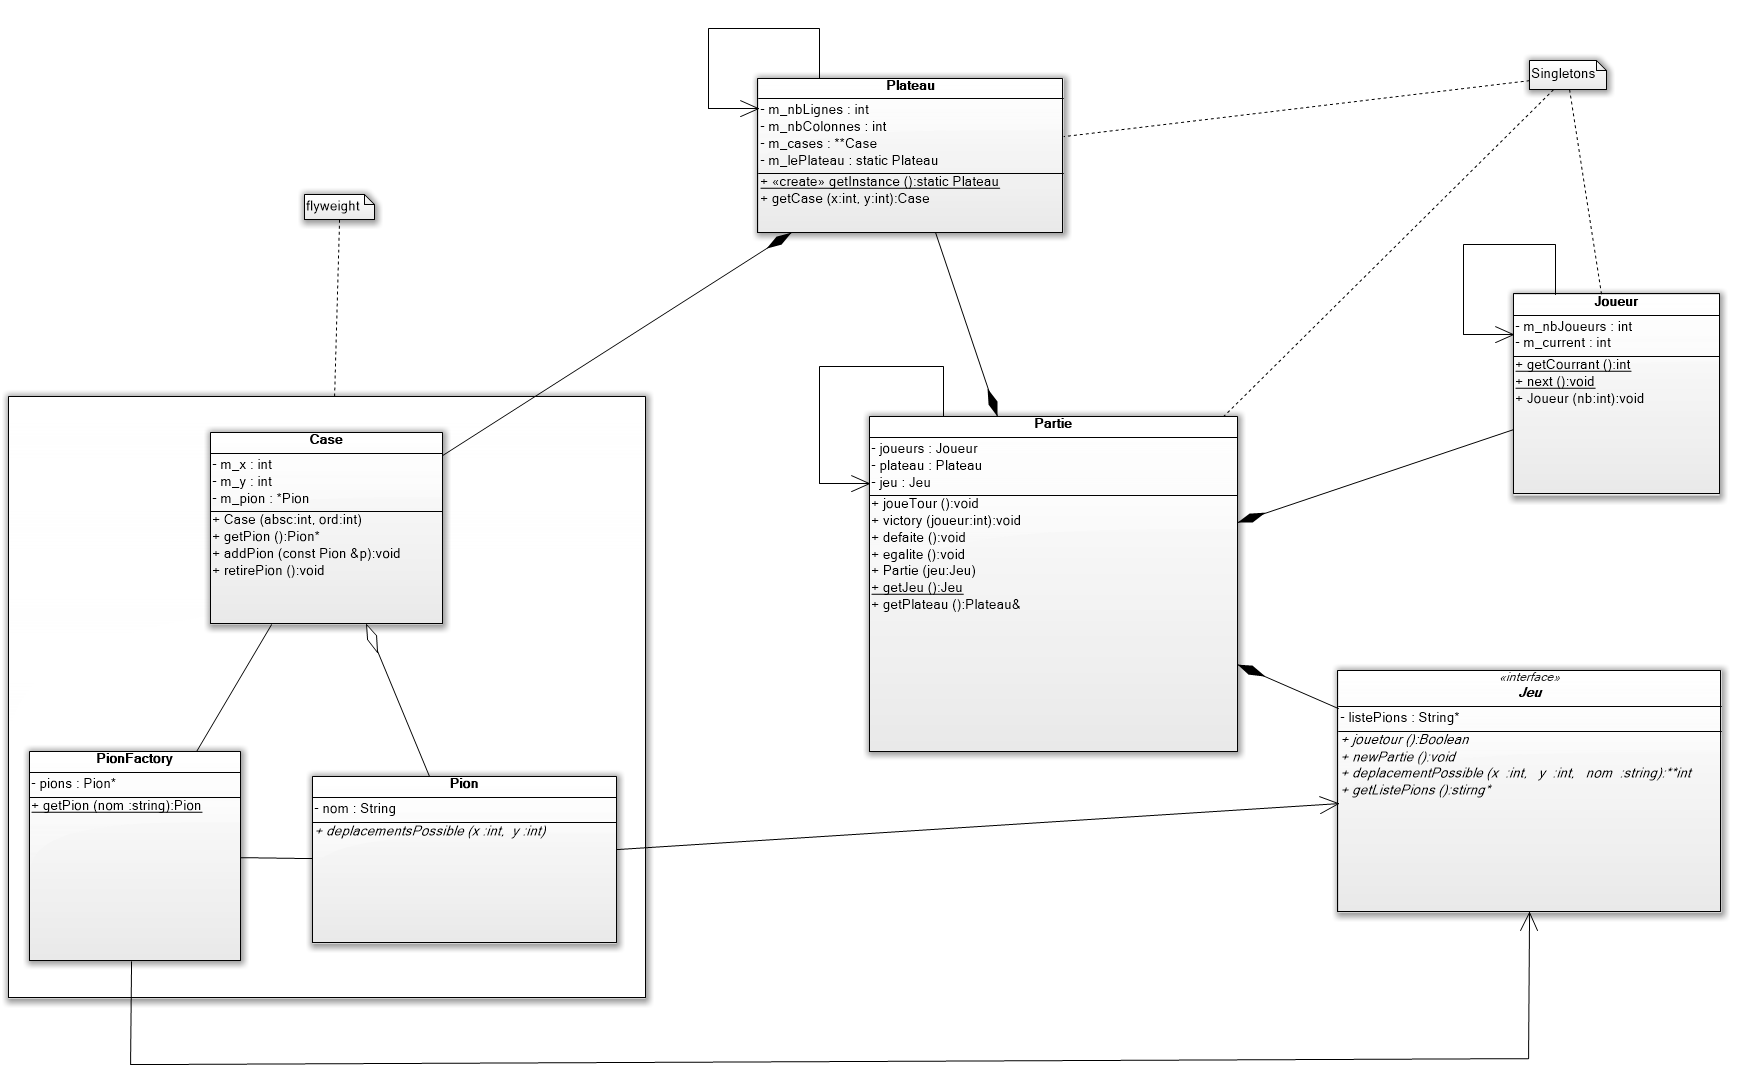 Plateau
- m_nbLignes : int
- m_nbColonnes : int
- m_cases : **Case
- m_lePlateau : static Plateau
+ «create» getInstance ():static Plateau
+ getCase (x:int, y:int):Case
Singletons
flyweight
Joueur
- m_nbJoueurs : int
- m_current : int
+ getCourrant ():int
+ next ():void
+ Joueur (nb:int):void
Partie
- joueurs : Joueur
- plateau : Plateau
- jeu : Jeu
+ joueTour ():void
+ victory (joueur:int):void
+ defaite ():void
+ egalite ():void
+ Partie (jeu:Jeu)
+ getJeu ():Jeu
+ getPlateau ():Plateau&
Case
- m_x : int
- m_y : int
- m_pion : *Pion
+ Case (absc:int, ord:int)
+ getPion ():Pion*
+ addPion (const Pion &p):void
+ retirePion ():void
«interface»
Jeu
- listePions : String*
+ jouetour ():Boolean
+ newPartie ():void
+ deplacementPossible (x :int, y :int, nom :string):**int
+ getListePions ():stirng*
PionFactory
- pions : Pion*
+ getPion (nom :string):Pion
Pion
- nom : String
+ deplacementsPossible (x :int, y :int)